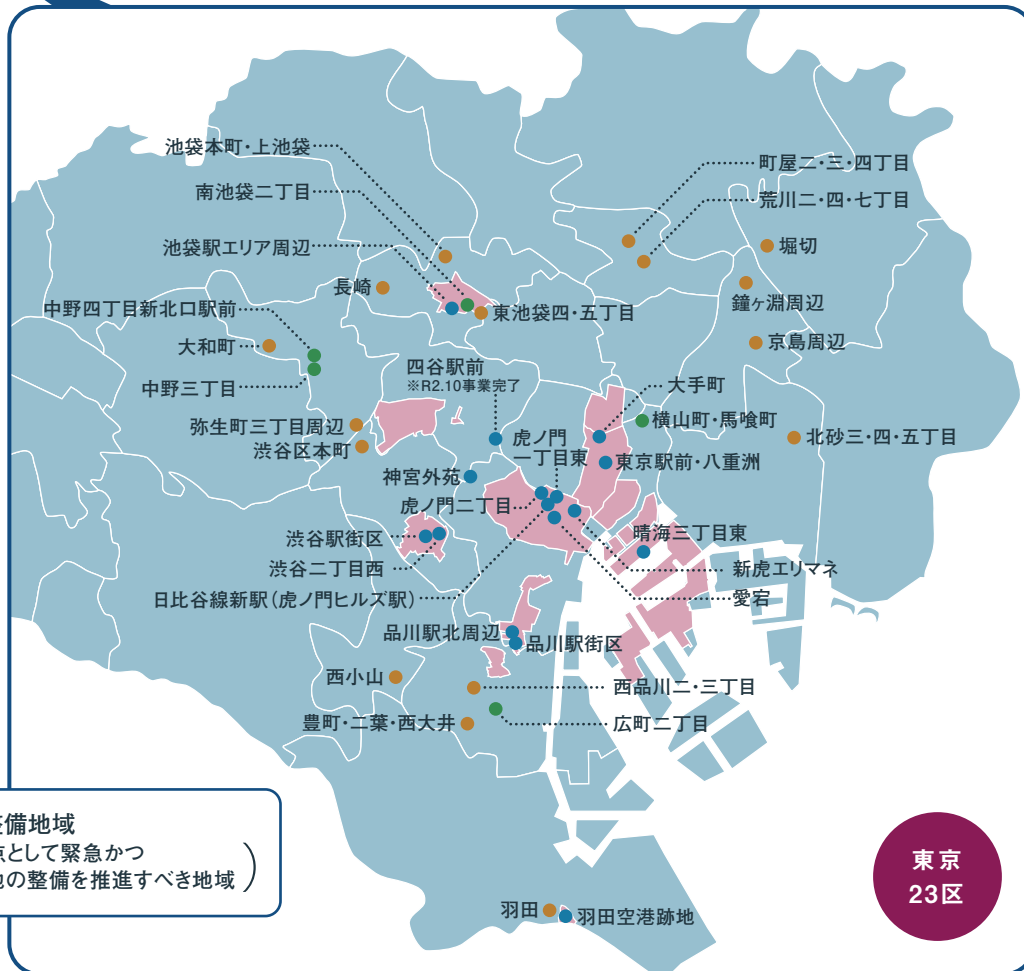 池袋本町・上池袋
南池袋二丁目
池袋駅エリア周辺
町屋二・三・四丁目
荒川二・四・七丁目
堀切
長崎
鐘ヶ淵周辺
中野四丁目新北口駅前
東池袋四・五丁目
大和町
京島周辺
中野三丁目
四谷駅前
※R2.10事業完了
大手町
弥生町三丁目周辺
横山町・馬喰町
渋谷区本町
虎ノ門
一丁目東
北砂三・四・五丁目
東京駅前・八重洲
神宮外苑
虎ノ門二丁目
渋谷駅街区
晴海三丁目東
渋谷二丁目西
新虎エリマネ
日比谷線新駅（虎ノ門ヒルズ駅）
愛宕
品川駅北周辺
品川駅街区
西小山
西品川二・三丁目
豊町・二葉・西大井
広町二丁目
備地域
として緊急かつ
の整備を推進すべき地域）
東京
23区
羽田
羽田空港跡地